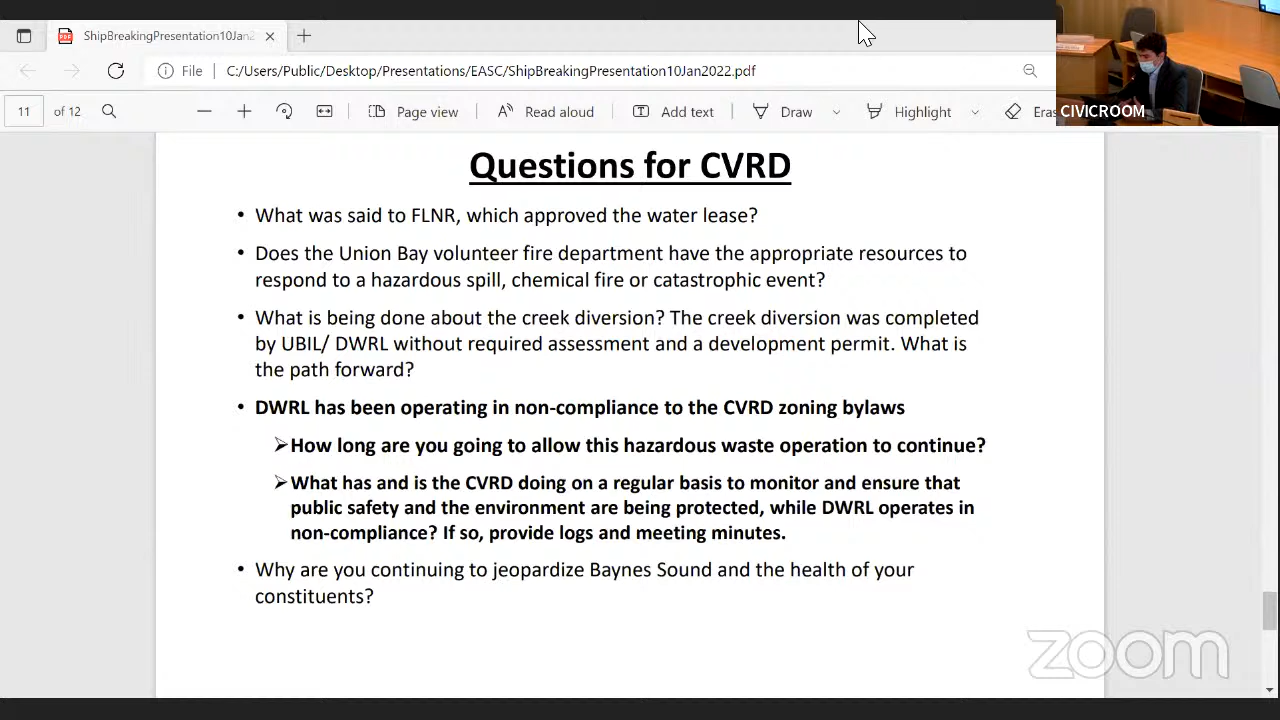 ShipBreakingPresentation10Jan2
File
C:/Users/Public/Desktop/Presentations/EASC/ShipBreakingPresentation10Jan2022.pdf
11 of 12
Page view
Read aloud
Add text
Draw
Highlight
Eras
CIVICROOM
Questions for CVRD
• What was said to FLNR, which approved the water lease?
• Does the Union Bay volunteer fire department have the appropriate resources to
respond to a hazardous spill, chemical fire or catastrophic event?
• What is being done about the creek diversion? The creek diversion was completed
by UBIL/ DWRL without required assessment and a development permit. What is
the path forward?
• DWRL has been operating in non-compliance to the CVRD zoning bylaws
➢How long are you going to allow this hazardous waste operation to continue?
➢What has and is the CVRD doing on a regular basis to monitor and ensure that
public safety and the environment are being protected, while DWRL operates in
non-compliance? If so, provide logs and meeting minutes.
• Why are you continuing to jeopardize Baynes Sound and the health of your
constituents?
zoom